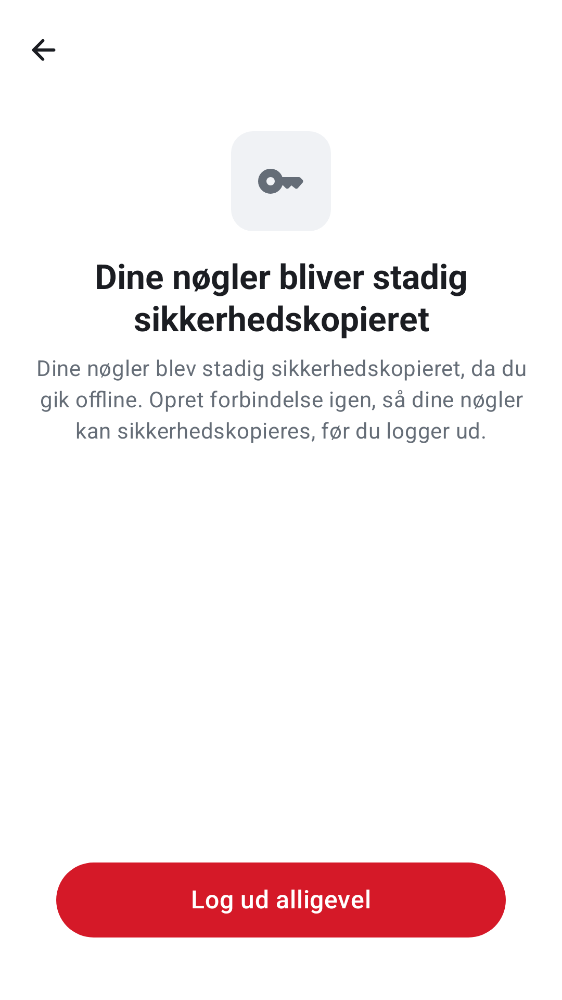 Dine nøgler bliver stadig
sikkerhedskopieret
Dine nøgler blev stadig sikkerhedskopieret, da du
gik offline. Opret forbindelse igen, så dine nøgler
kan sikkerhedskopieres, før du logger ud.
Log ud alligevel